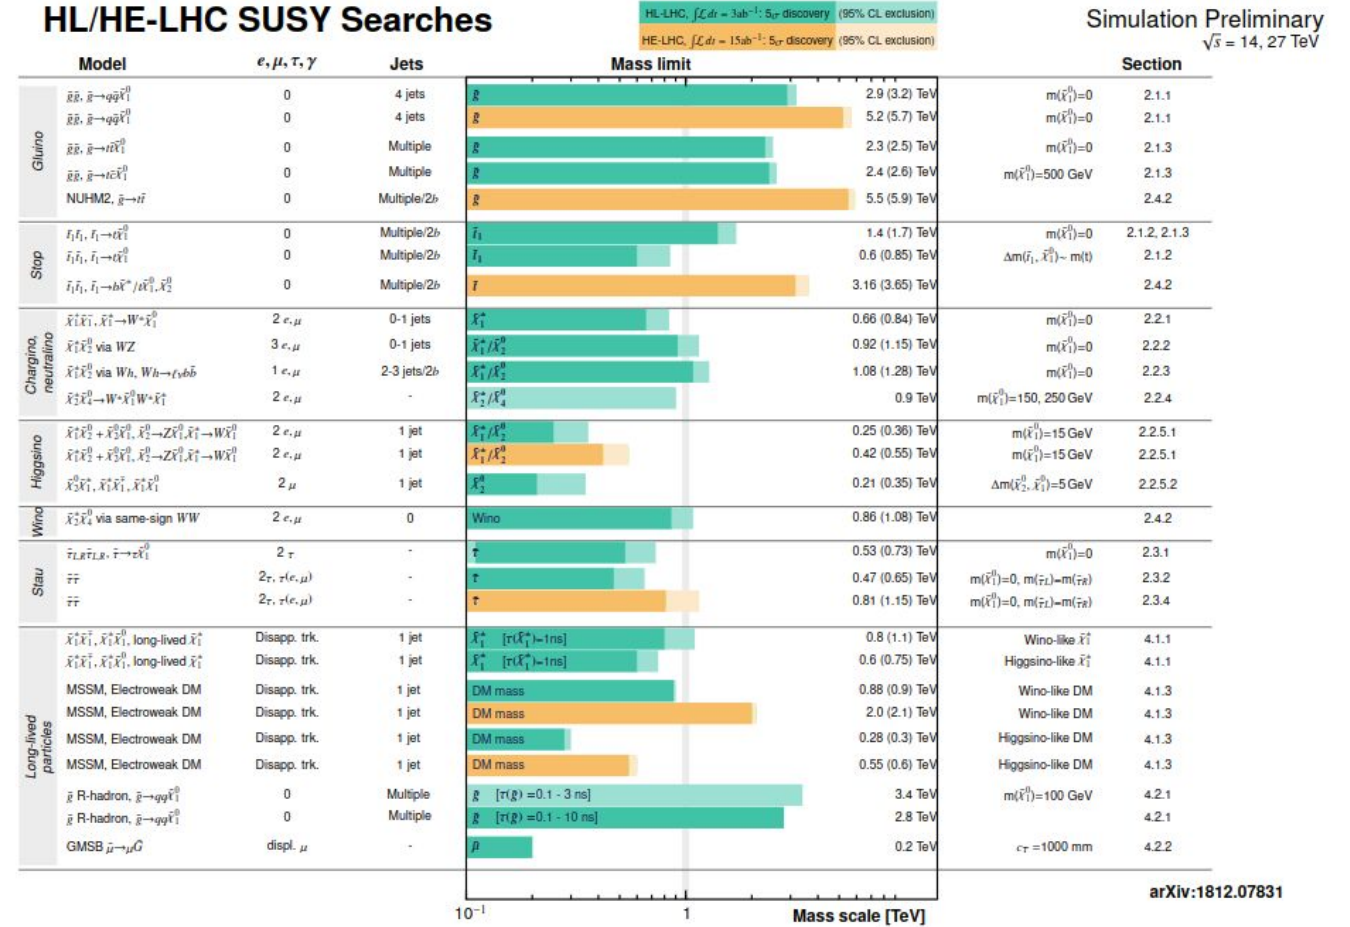 HL/HE-LHC SUSY Searches
HL-LHC, ∫ℒdt = 3ab⁻¹: 5σ discovery (95% CL exclusion)
HE-LHC, ∫ℒdt = 15ab⁻¹: 5σ discovery (95% CL exclusion)
Simulation Preliminary
√s = 14, 27 TeV
Model e, μ, τ, γ Jets Mass limit Section
Gluino
g̃g̃, g̃→qq̄χ̃⁰₁ 0 4 jets g̃ 2.9 (3.2) TeV m(χ̃⁰₁)=0 2.1.1
g̃g̃, g̃→qq̄χ̃⁰₁ 0 4 jets g̃ 5.2 (5.7) TeV m(χ̃⁰₁)=0 2.1.1
g̃g̃, g̃→tt̄χ̃⁰₁ 0 Multiple g̃ 2.3 (2.5) TeV m(χ̃⁰₁)=0 2.1.3
g̃g̃, g̃→tc̄χ̃⁰₁ 0 Multiple g̃ 2.4 (2.6) TeV m(χ̃⁰₁)=500 GeV 2.1.3
NUHM2, g̃→tt̃ 0 Multiple/2b g̃ 5.5 (5.9) TeV 2.4.2
Stop
t̃₁t̃₁, t̃₁→tχ̃⁰₁ 0 Multiple/2b t̃₁ 1.4 (1.7) TeV m(χ̃⁰₁)=0 2.1.2, 2.1.3
t̃₁t̃₁, t̃₁→tχ̃⁰₁ 0 Multiple/2b t̃₁ 0.6 (0.85) TeV Δm(t̃₁, χ̃⁰₁)~ m(t) 2.1.2
t̃₁t̃₁, t̃₁→bχ̃⁺/tχ̃⁰₁, χ̃⁰₂ 0 Multiple/2b t̃ 3.16 (3.65) TeV 2.4.2
Chargino, neutralino
χ̃⁺₁χ̃⁻₁, χ̃⁺₁→W⁺χ̃⁰₁ 2 e, μ 0-1 jets χ̃⁺₁ 0.66 (0.84) TeV m(χ̃⁰₁)=0 2.2.1
χ̃⁺₁χ̃⁰₂ via WZ 3 e, μ 0-1 jets χ̃⁺₁/χ̃⁰₂ 0.92 (1.15) TeV m(χ̃⁰₁)=0 2.2.2
χ̃⁺₁χ̃⁰₂ via Wh, Wh→ℓνbb̄ 1 e, μ 2-3 jets/2b χ̃⁺₁/χ̃⁰₂ 1.08 (1.28) TeV m(χ̃⁰₁)=0 2.2.3
χ̃⁺₂χ̃⁰₄→W⁺χ̃⁰₁W⁺χ̃⁺₁ 2 e, μ - χ̃⁺₂/χ̃⁰₄ 0.9 TeV m(χ̃⁰₁)=150, 250 GeV 2.2.4
Higgsino
χ̃⁺₁χ̃⁰₂ + χ̃⁰₂χ̃⁰₁, χ̃⁰₂→Zχ̃⁰₁, χ̃⁺₁→Wχ̃⁰₁ 2 e, μ 1 jet χ̃⁺₁/χ̃⁰₂ 0.25 (0.36) TeV m(χ̃⁰₁)=15 GeV 2.2.5.1
χ̃⁺₁χ̃⁰₂ + χ̃⁰₂χ̃⁰₁, χ̃⁰₂→Zχ̃⁰₁, χ̃⁺₁→Wχ̃⁰₁ 2 e, μ 1 jet χ̃⁺₁/χ̃⁰₂ 0.42 (0.55) TeV m(χ̃⁰₁)=15 GeV 2.2.5.1
χ̃⁰₂χ̃⁺₁, χ̃⁺₁χ̃⁻₁, χ̃⁺₁χ̃⁰₁ 2 μ 1 jet χ̃⁰₂ 0.21 (0.35) TeV Δm(χ̃⁰₂, χ̃⁰₁)=5 GeV 2.2.5.2
Wino
χ̃⁺₂χ̃⁰₄ via same-sign WW 2 e, μ 0 Wino 0.86 (1.08) TeV 2.4.2
Stau
τ̃L,Rτ̃L,R, τ̃→τχ̃⁰₁ 2 τ - τ̃ 0.53 (0.73) TeV m(χ̃⁰₁)=0 2.3.1
τ̃τ̃ 2τ, τ(e, μ) - τ̃ 0.47 (0.65) TeV m(χ̃⁰₁)=0, m(τ̃L)=m(τ̃R) 2.3.2
τ̃τ̃ 2τ, τ(e, μ) - τ̃ 0.81 (1.15) TeV m(χ̃⁰₁)=0, m(τ̃L)=m(τ̃R) 2.3.4
Long-lived particles
χ̃⁺₁χ̃⁻₁, χ̃⁺₁χ̃⁰₁, long-lived χ̃⁺₁ Disapp. trk. 1 jet χ̃⁺₁ [τ(χ̃⁺₁)=1ns] 0.8 (1.1) TeV Wino-like χ̃⁺₁ 4.1.1
χ̃⁺₁χ̃⁻₁, χ̃⁺₁χ̃⁰₁, long-lived χ̃⁺₁ Disapp. trk. 1 jet χ̃⁺₁ [τ(χ̃⁺₁)=1ns] 0.6 (0.75) TeV Higgsino-like χ̃⁺₁ 4.1.1
MSSM, Electroweak DM Disapp. trk. 1 jet DM mass 0.88 (0.9) TeV Wino-like DM 4.1.3
MSSM, Electroweak DM Disapp. trk. 1 jet DM mass 2.0 (2.1) TeV Wino-like DM 4.1.3
MSSM, Electroweak DM Disapp. trk. 1 jet DM mass 0.28 (0.3) TeV Higgsino-like DM 4.1.3
MSSM, Electroweak DM Disapp. trk. 1 jet DM mass 0.55 (0.6) TeV Higgsino-like DM 4.1.3
g̃ R-hadron, g̃→qqχ̃⁰₁ 0 Multiple g̃ [τ(g̃) =0.1 - 3 ns] 3.4 TeV m(χ̃⁰₁)=100 GeV 4.2.1
g̃ R-hadron, g̃→qqχ̃⁰₁ 0 Multiple g̃ [τ(g̃) =0.1 - 10 ns] 2.8 TeV 4.2.1
GMSB μ̃→μG̃ displ. μ - μ̃ 0.2 TeV cτ =1000 mm 4.2.2
arXiv:1812.07831
10⁻¹ 1 Mass scale [TeV]